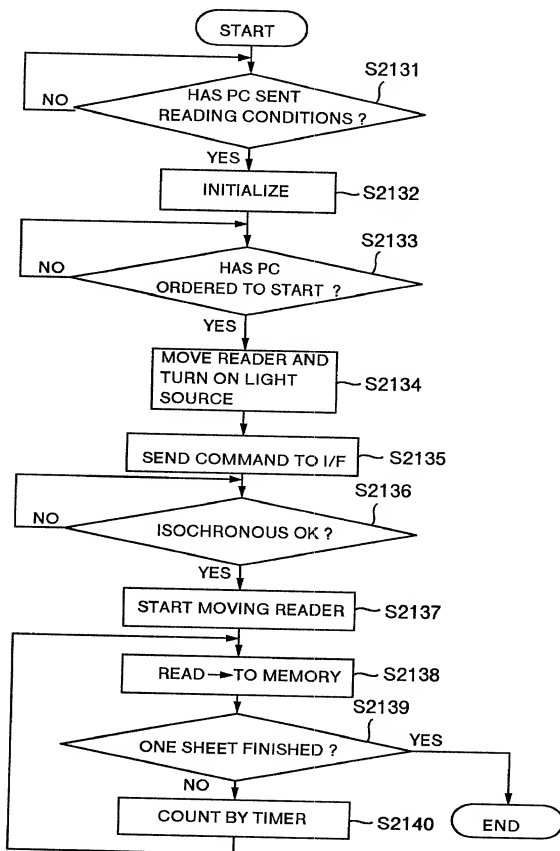 START
S2131
HAS PC SENT
READING CONDITIONS ?
NO
YES
INITIALIZE
S2132
S2133
HAS PC
ORDERED TO START ?
NO
YES
MOVE READER AND
TURN ON LIGHT
SOURCE
S2134
SEND COMMAND TO I/F
S2135
S2136
ISOCHRONOUS OK ?
NO
YES
START MOVING READER
S2137
READ → TO MEMORY
S2138
S2139
ONE SHEET FINISHED ?
YES
NO
COUNT BY TIMER
S2140
END